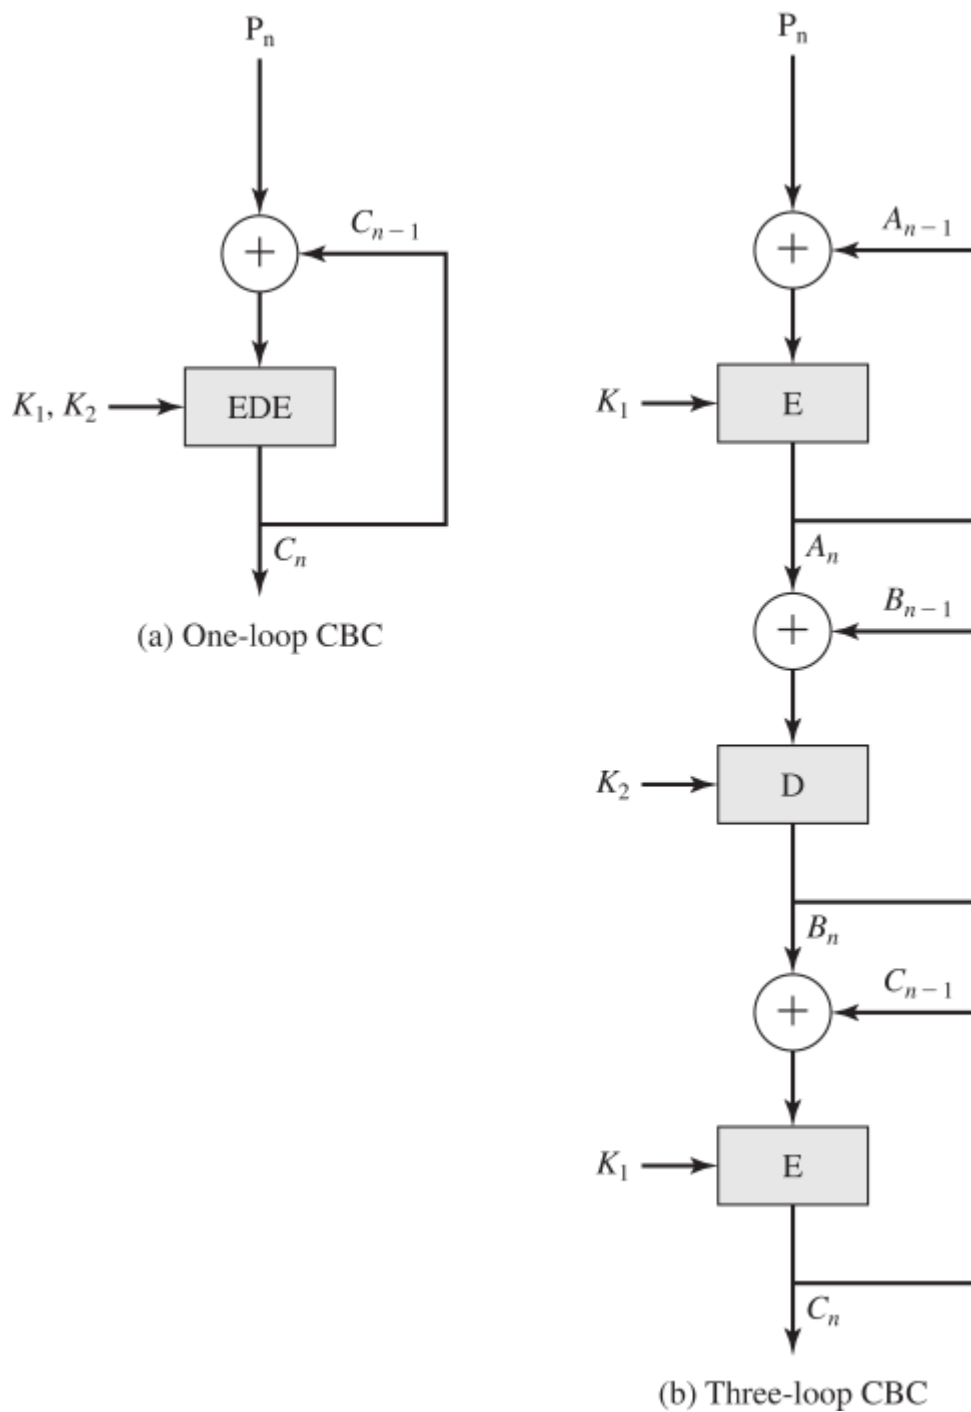 Pₙ
+
Cₙ₋₁
K₁, K₂
EDE
Cₙ
(a) One-loop CBC
Pₙ
+
Aₙ₋₁
K₁
E
Aₙ
+
Bₙ₋₁
K₂
D
Bₙ
+
Cₙ₋₁
K₁
E
Cₙ
(b) Three-loop CBC